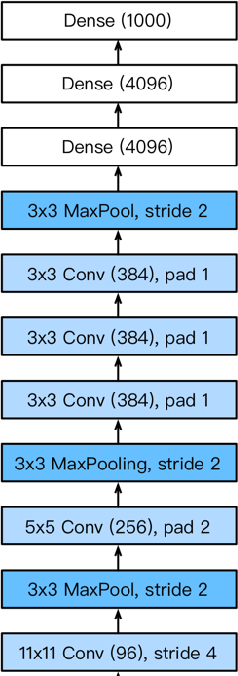 Dense (1000)
Dense (4096)
Dense (4096)
3x3 MaxPool, stride 2
3x3 Conv (384), pad 1
3x3 Conv (384), pad 1
3x3 Conv (384), pad 1
3x3 MaxPooling, stride 2
5x5 Conv (256), pad 2
3x3 MaxPool, stride 2
11x11 Conv (96), stride 4